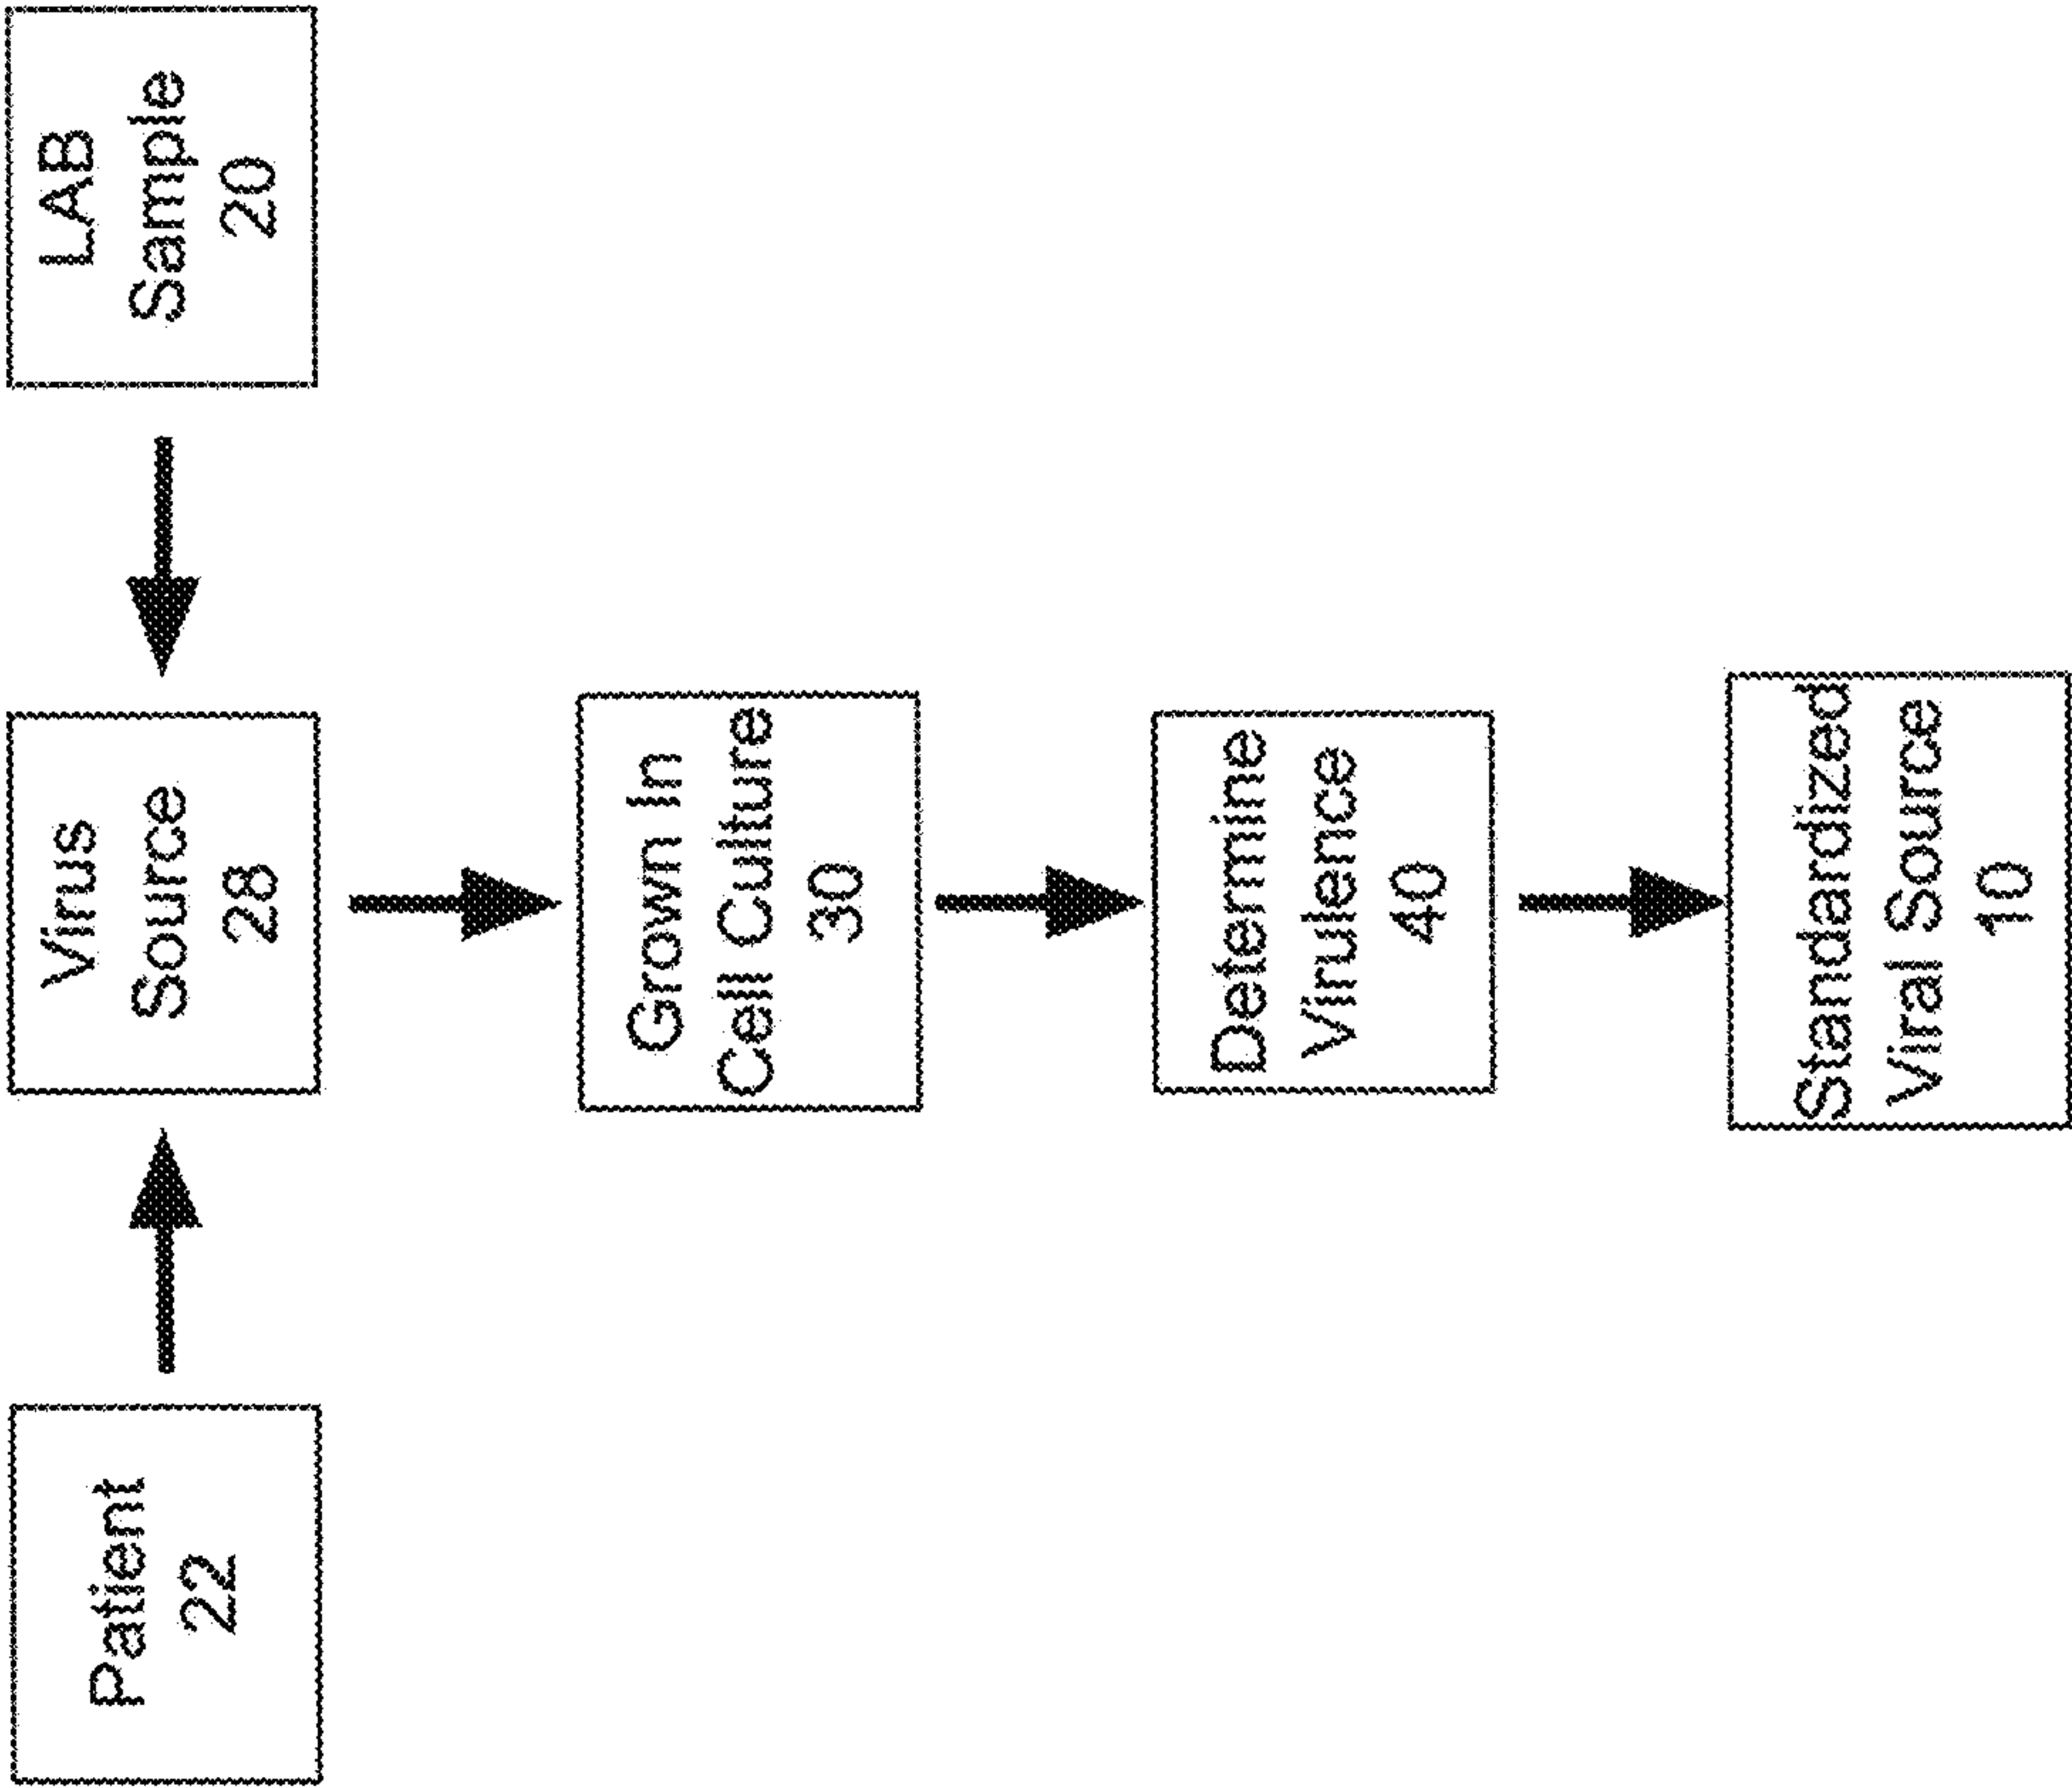 Patient
22
Virus
Source
28
LAB
Sample
20
Grown In
Cell Culture
30
Determine
Virulence
40
Standardized
Viral Source
10